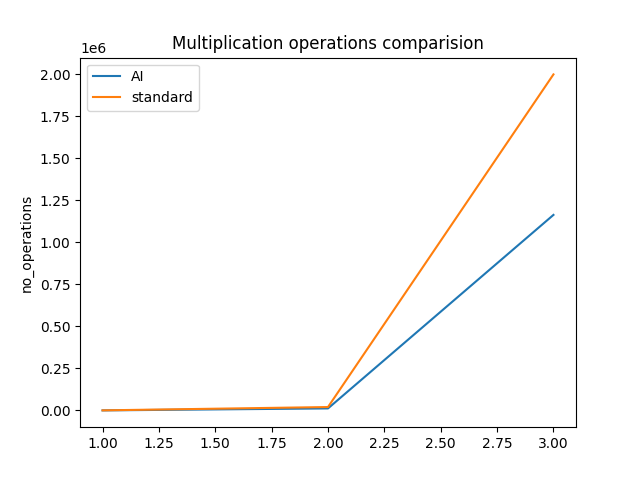 Multiplication operations comparision
1e6
AI
standard
2.00
1.75
1.50
1.25
1.00
0.75
0.50
0.25
0.00
no_operations
1.00 1.25 1.50 1.75 2.00 2.25 2.50 2.75 3.00